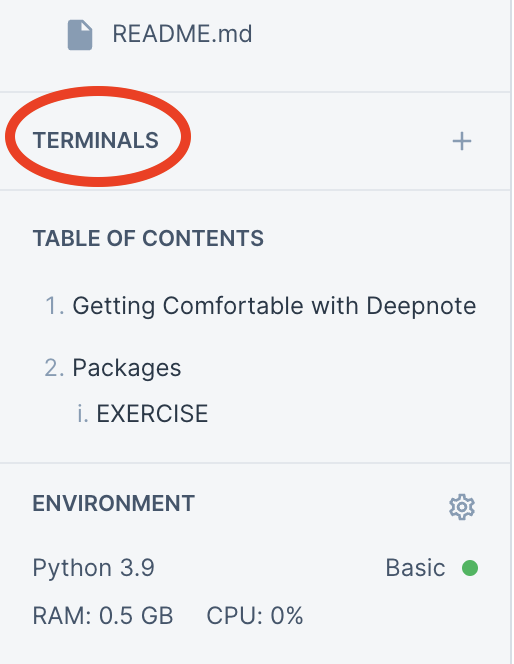 README.md
TERMINALS +
TABLE OF CONTENTS
1. Getting Comfortable with Deepnote
2. Packages
i. EXERCISE
ENVIRONMENT
Python 3.9 Basic
RAM: 0.5 GB CPU: 0%